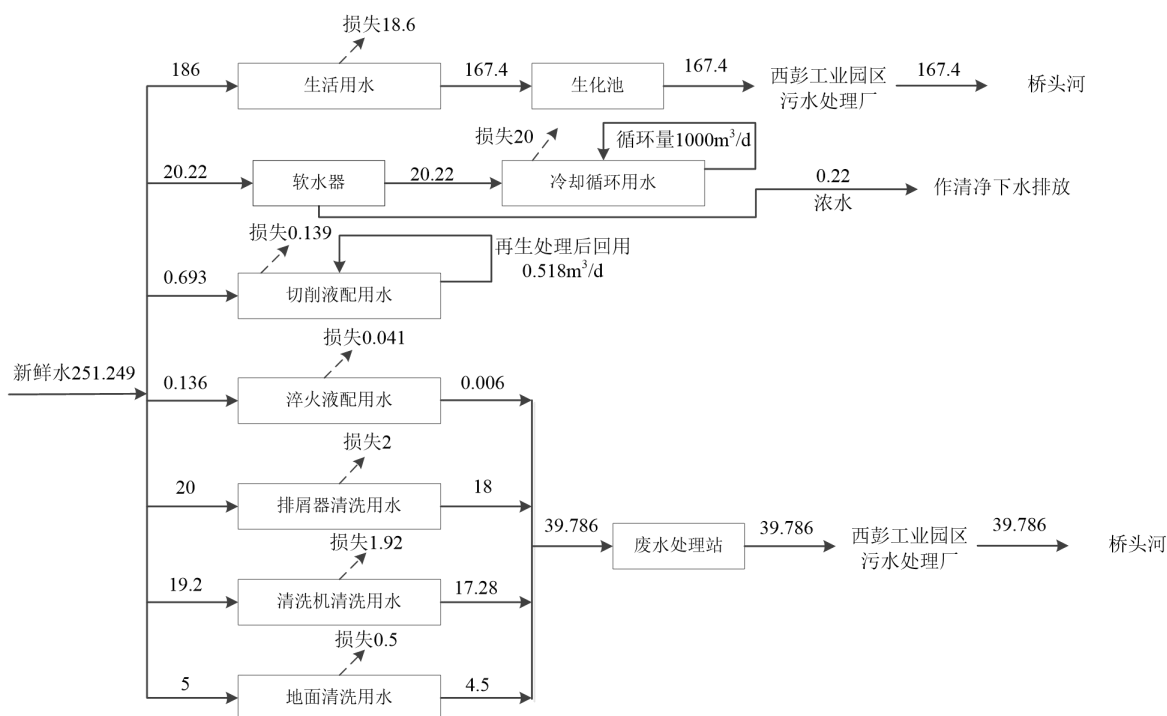 损失18.6
186
生活用水
167.4
生化池
167.4
西彭工业园区
污水处理厂
167.4
桥头河
损失20
循环量1000m³/d
20.22
软水器
20.22
冷却循环用水
0.22
浓水
作清净下水排放
损失0.139
再生处理后回用
0.518m³/d
0.693
切削液配用水
损失0.041
新鲜水251.249
0.136
淬火液配用水
0.006
损失2
20
排屑器清洗用水
18
39.786
废水处理站
39.786
西彭工业园区
污水处理厂
39.786
桥头河
损失1.92
19.2
清洗机清洗用水
17.28
损失0.5
5
地面清洗用水
4.5